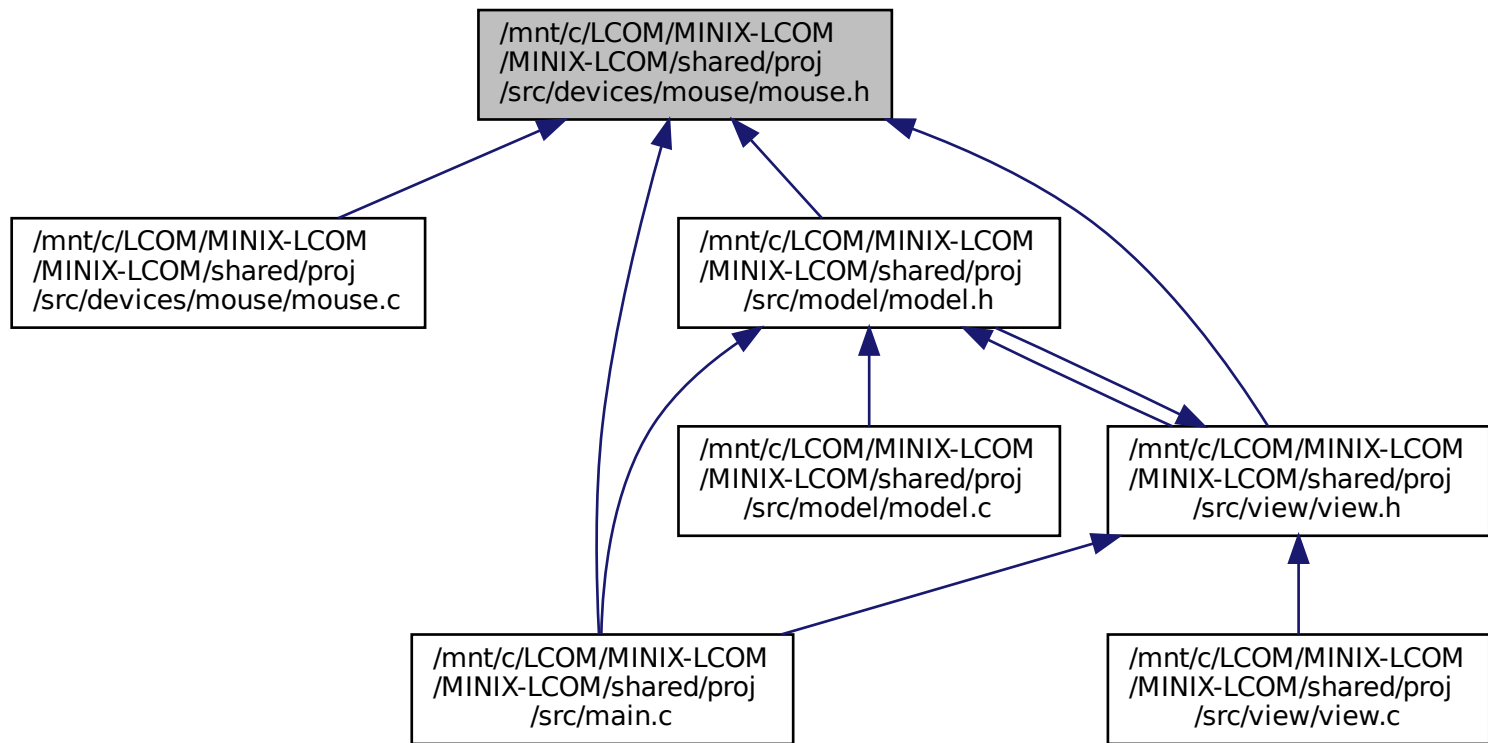 /mnt/c/LCOM/MINIX-LCOM
/MINIX-LCOM/shared/proj
/src/devices/mouse/mouse.h
/mnt/c/LCOM/MINIX-LCOM
/MINIX-LCOM/shared/proj
/src/devices/mouse/mouse.c
/mnt/c/LCOM/MINIX-LCOM
/MINIX-LCOM/shared/proj
/src/model/model.h
/mnt/c/LCOM/MINIX-LCOM
/MINIX-LCOM/shared/proj
/src/model/model.c
/mnt/c/LCOM/MINIX-LCOM
/MINIX-LCOM/shared/proj
/src/view/view.h
/mnt/c/LCOM/MINIX-LCOM
/MINIX-LCOM/shared/proj
/src/main.c
/mnt/c/LCOM/MINIX-LCOM
/MINIX-LCOM/shared/proj
/src/view/view.c